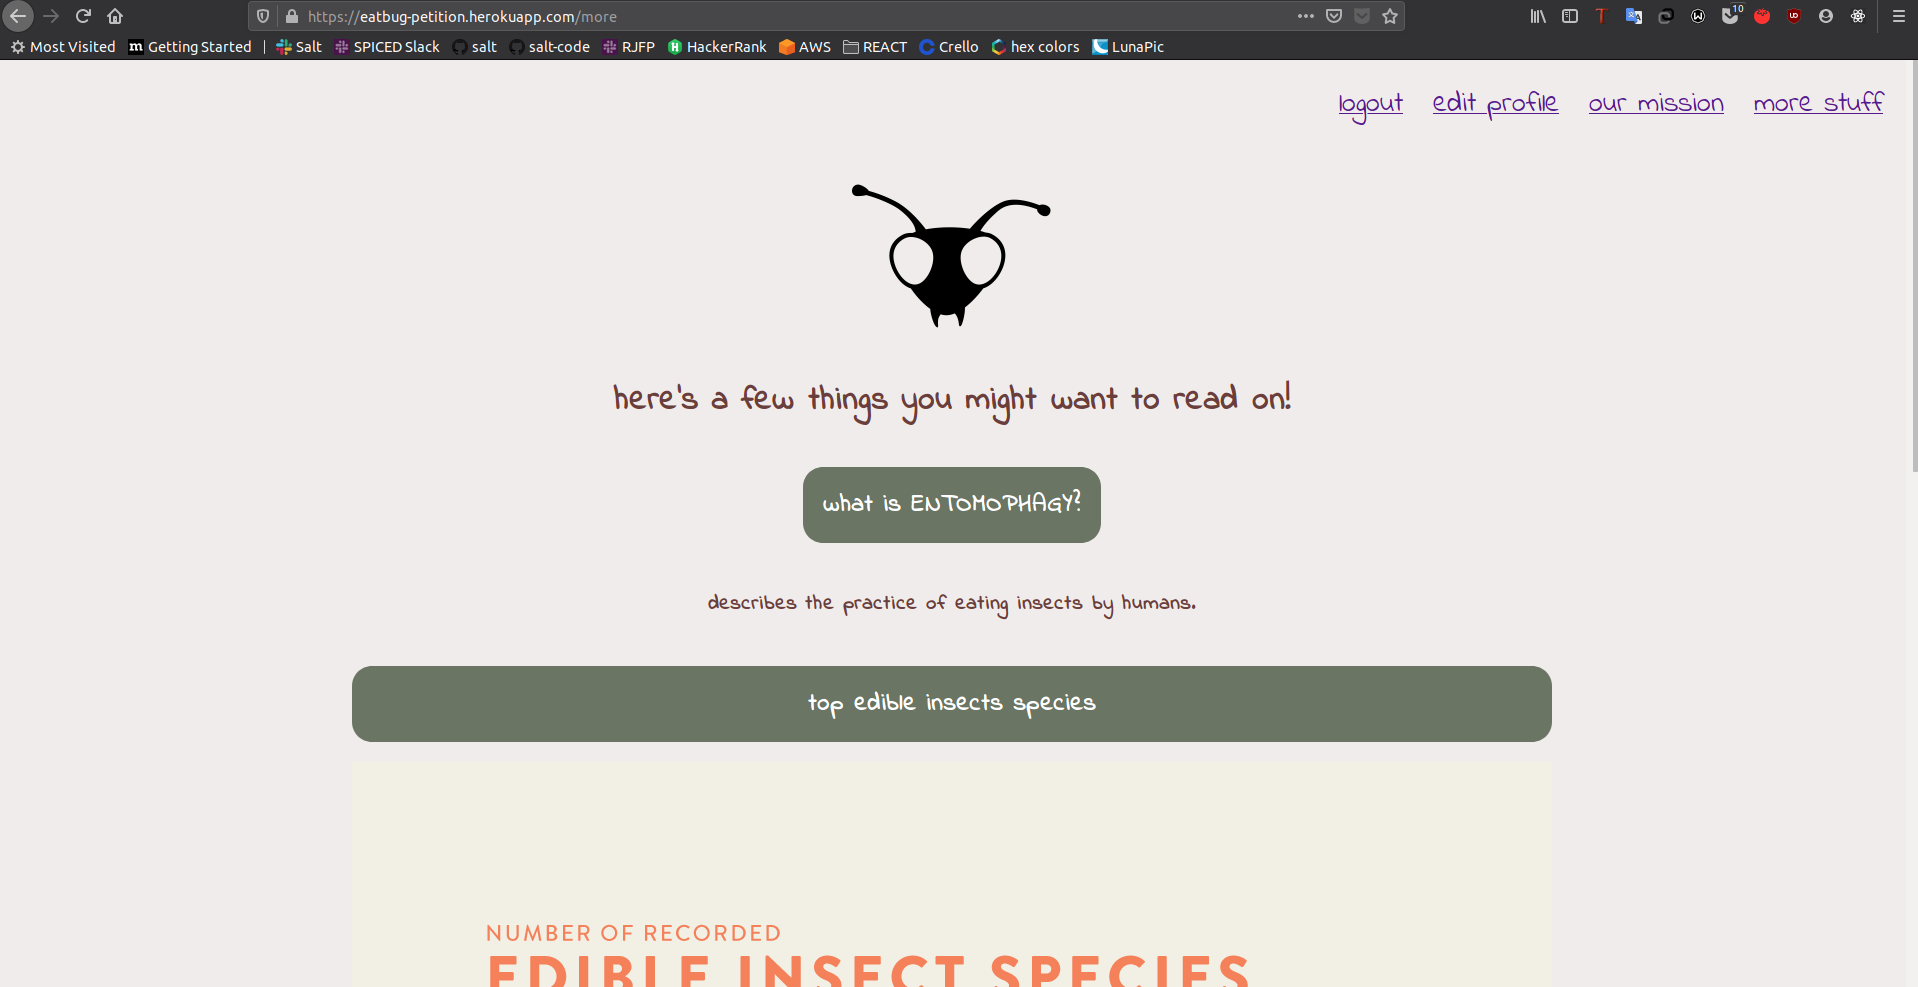 https://eatbug-petition.herokuapp.com/more
10
Most Visited
Getting Started
Salt
SPICED Slack
salt
salt-code
RJFP
HackerRank
AWS
REACT
Crello
hex colors
LunaPic
logout
edit profile
our mission
more stuff
here's a few things you might want to read on!
what is ENTOMOPHAGY?
describes the practice of eating insects by humans.
top edible insects species
NUMBER OF RECORDED
EDIBLE INSECT SPECIES